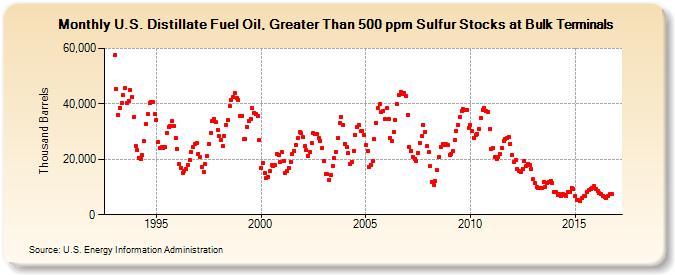 Monthly U.S. Distillate Fuel Oil, Greater Than 500 ppm Sulfur Stocks at Bulk Terminals
Thousand Barrels
60,000
40,000
20,000
0
1995 2000 2005 2010 2015
Source: U.S. Energy Information Administration